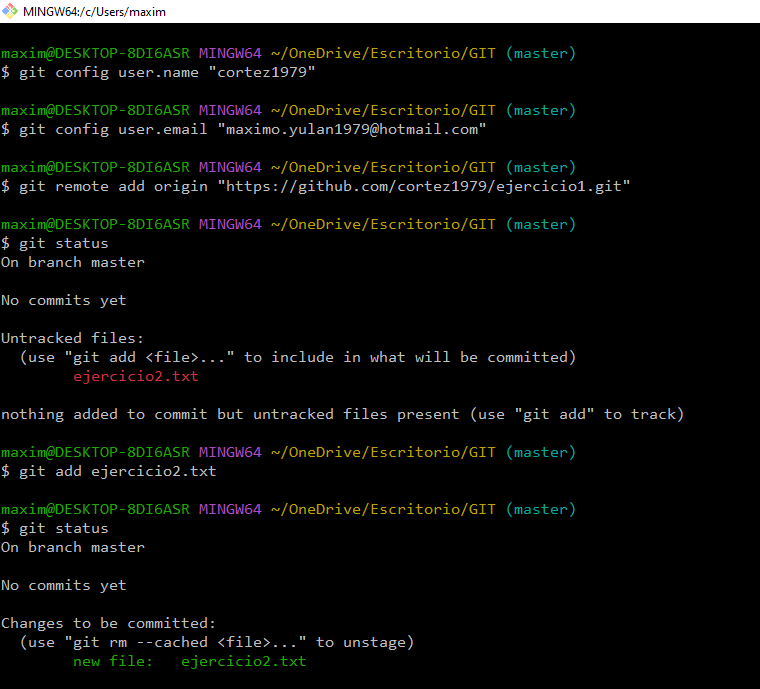 MINGW64:/c/Users/maxim
maxim@DESKTOP-8DI6ASR MINGW64 ~/OneDrive/Escritorio/GIT (master)
$ git config user.name "cortez1979"
maxim@DESKTOP-8DI6ASR MINGW64 ~/OneDrive/Escritorio/GIT (master)
$ git config user.email "maximo.yulan1979@hotmail.com"
maxim@DESKTOP-8DI6ASR MINGW64 ~/OneDrive/Escritorio/GIT (master)
$ git remote add origin "https://github.com/cortez1979/ejercicio1.git"
maxim@DESKTOP-8DI6ASR MINGW64 ~/OneDrive/Escritorio/GIT (master)
$ git status
On branch master
No commits yet
Untracked files:
  (use "git add <file>..." to include in what will be committed)
        ejercicio2.txt
nothing added to commit but untracked files present (use "git add" to track)
maxim@DESKTOP-8DI6ASR MINGW64 ~/OneDrive/Escritorio/GIT (master)
$ git add ejercicio2.txt
maxim@DESKTOP-8DI6ASR MINGW64 ~/OneDrive/Escritorio/GIT (master)
$ git status
On branch master
No commits yet
Changes to be committed:
  (use "git rm --cached <file>..." to unstage)
        new file:   ejercicio2.txt